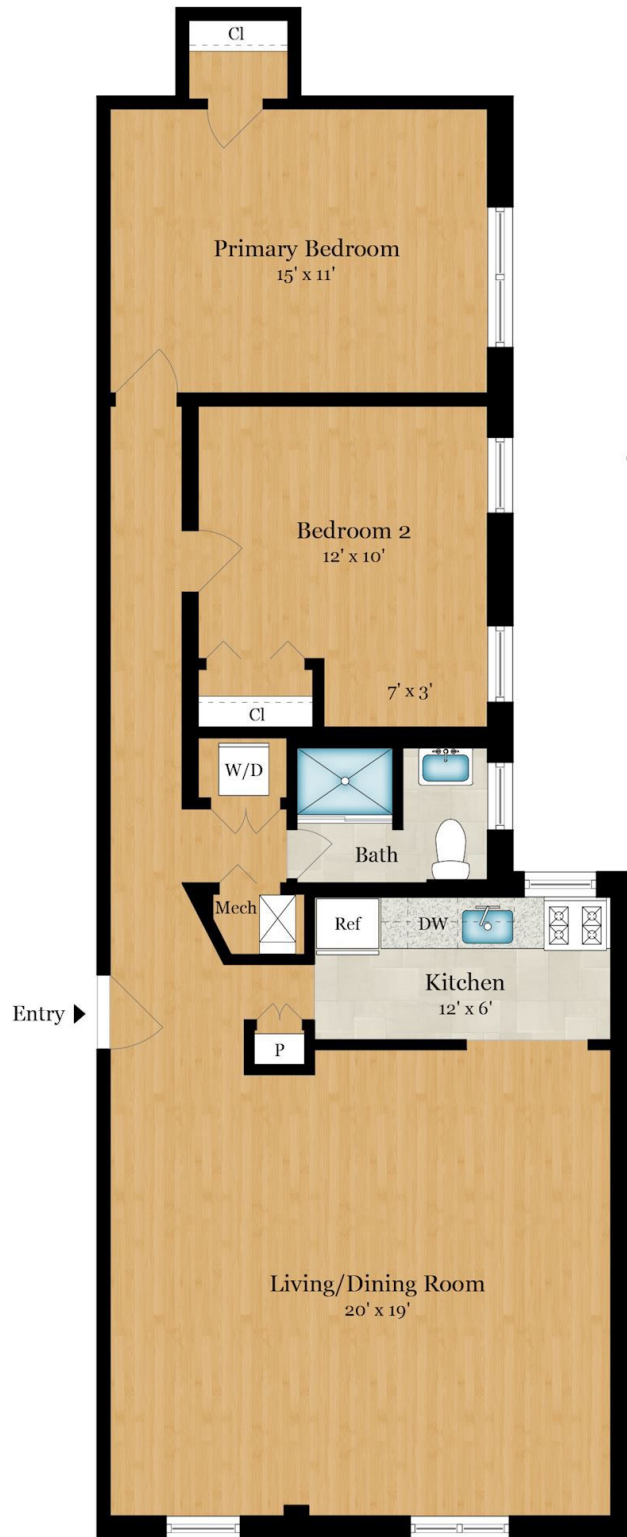 Cl
Primary Bedroom
15' x 11'
Bedroom 2
12' x 10'
7' x 3'
Cl
W/D
Bath
Mech
Ref
DW
Kitchen
12' x 6'
Entry
P
Living/Dining Room
20' x 19'